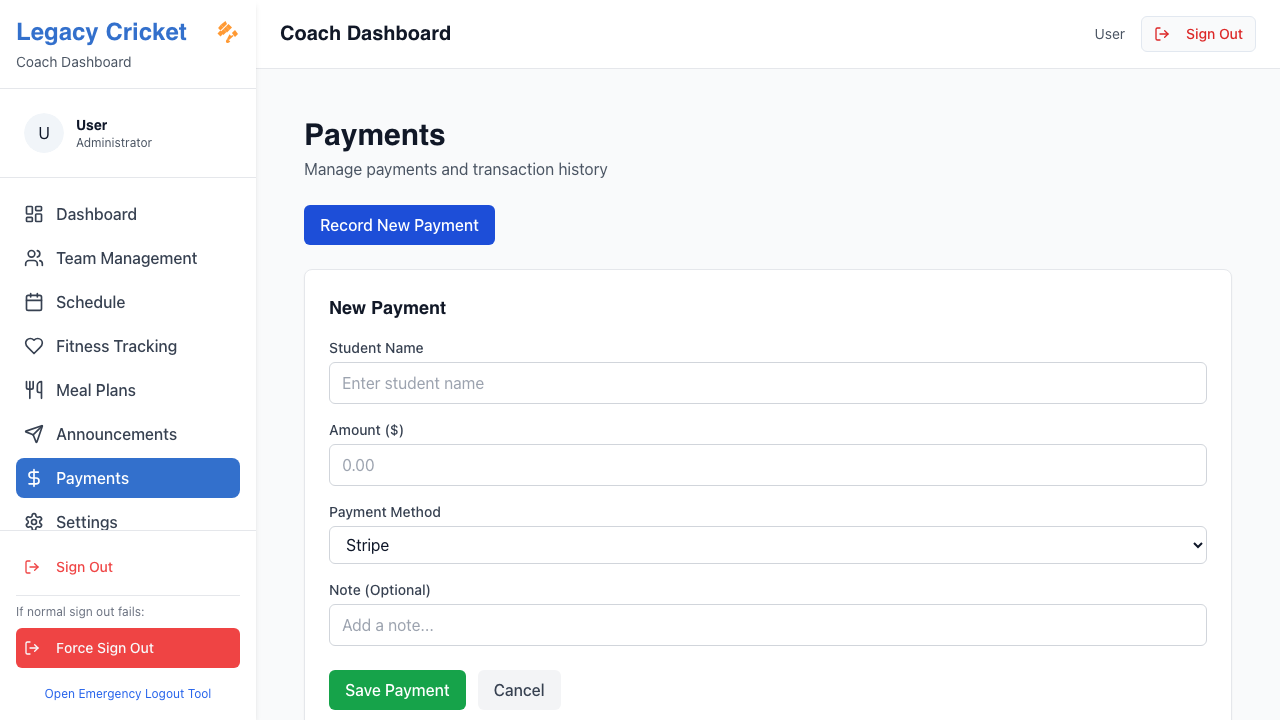 Legacy Cricket
Coach Dashboard
U
User
Administrator
Dashboard
Team Management
Schedule
Fitness Tracking
Meal Plans
Announcements
Payments
Settings
Sign Out
If normal sign out fails:
Force Sign Out
Open Emergency Logout Tool
Coach Dashboard
User
Sign Out
Payments
Manage payments and transaction history
Record New Payment
New Payment
Student Name
Enter student name
Amount ($)
0.00
Payment Method
Stripe
Note (Optional)
Add a note...
Save Payment
Cancel